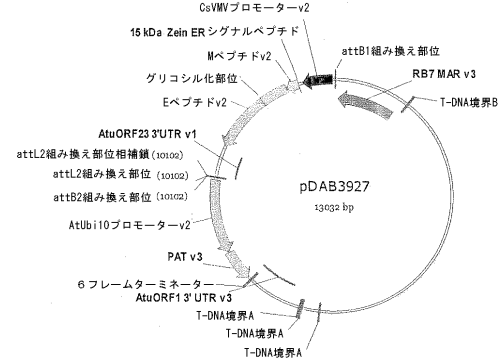 CsVMVプロモーターv2
15 kDa Zein ERシグナルペプチド
Mペプチドv2
グリコシル化部位
Eペプチドv2
attB1組み換え部位
RB7 MAR v3
T-DNA境界B
AtuORF23 3'UTR v1
attL2組み換え部位相補鎖(10102)
attL2組み換え部位 (10102)
attB2組み換え部位 (10102)
AtUbi10プロモーターv2
pDAB3927
13032 bp
PAT v3
6フレームターミネーター
AtuORF1 3' UTR v3
T-DNA境界A
T-DNA境界A
T-DNA境界A